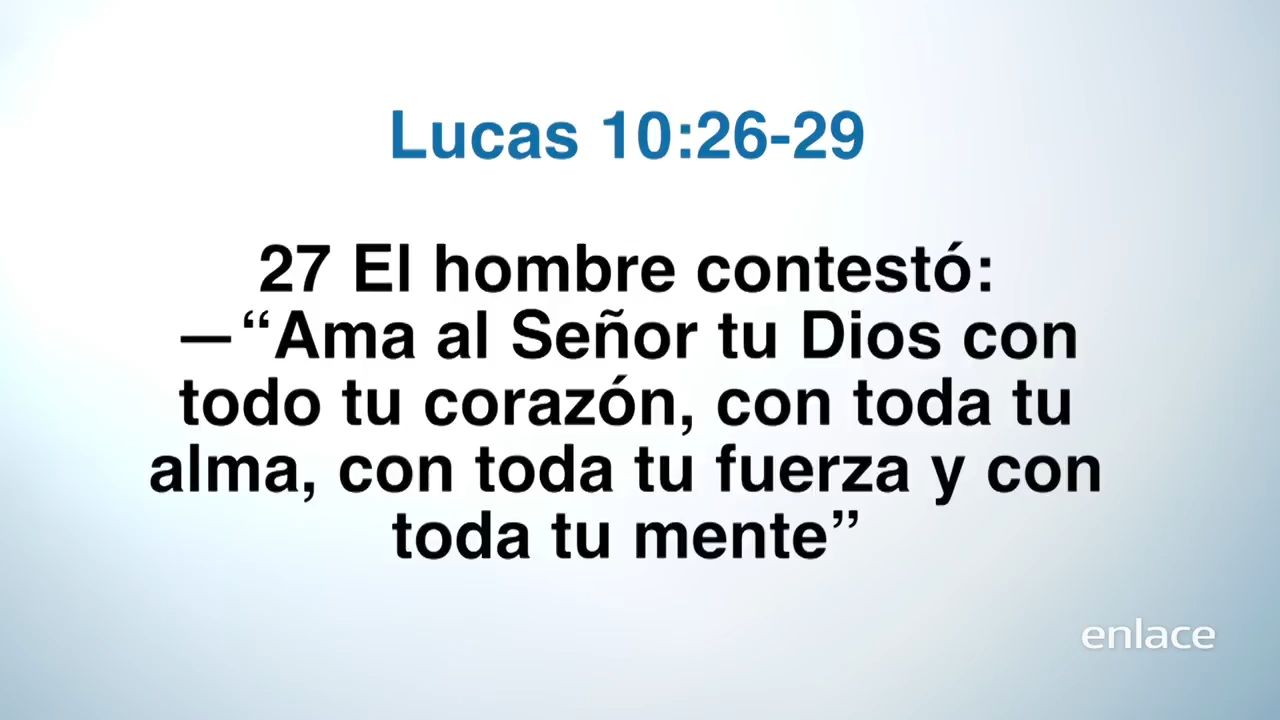 Lucas 10:26-29
27 El hombre contestó:
—“Ama al Señor tu Dios con
todo tu corazón, con toda tu
alma, con toda tu fuerza y con
toda tu mente”
enlace